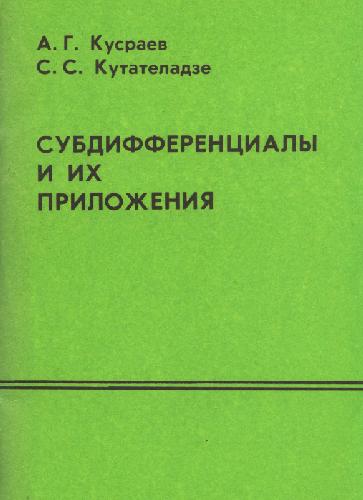 А. Г. Кусраев
С. С. Кутателадзе
СУБДИФФЕРЕНЦИАЛЫ
И ИХ
ПРИЛОЖЕНИЯ